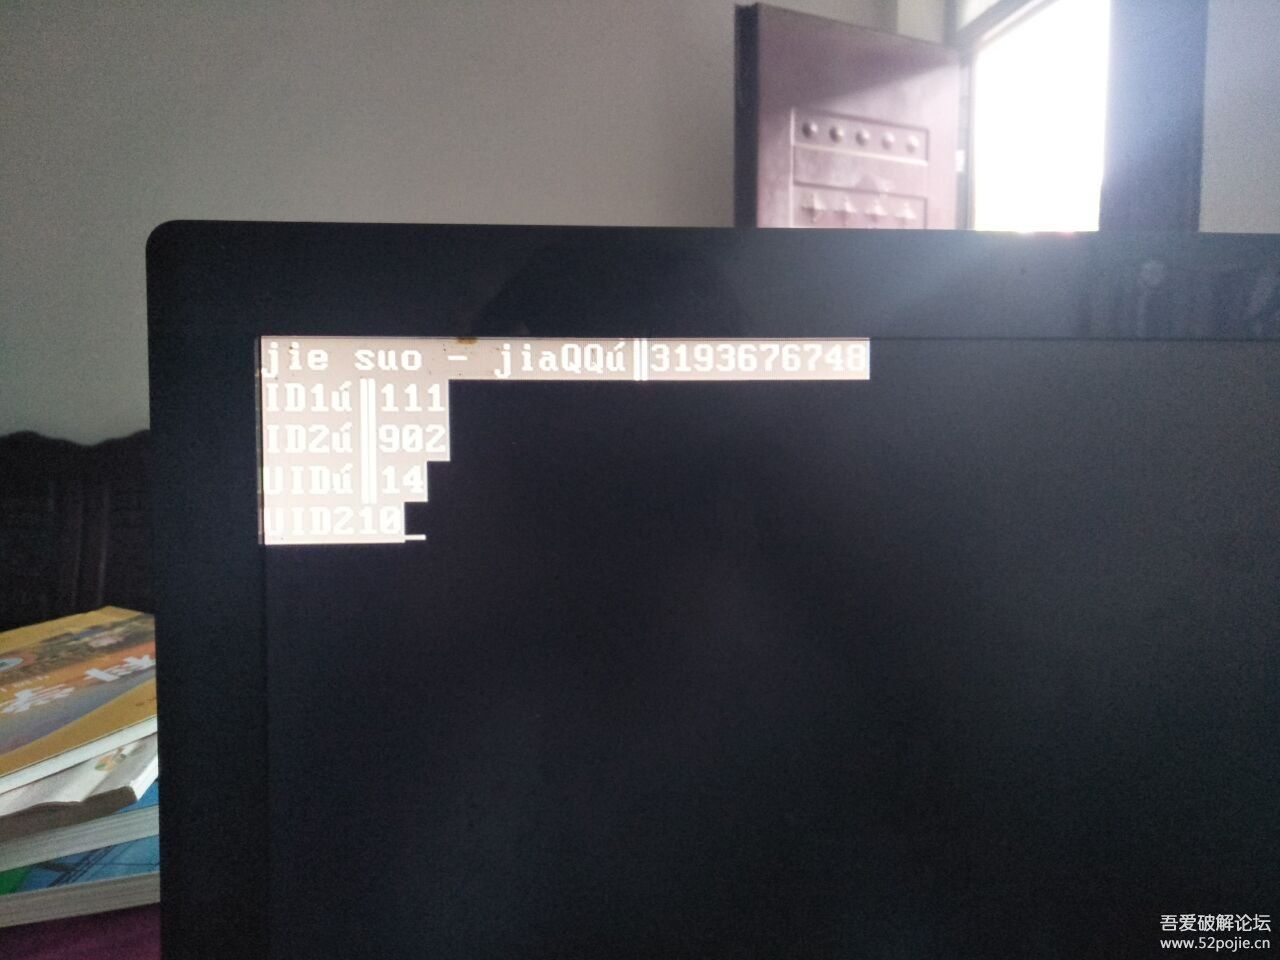 jie suo - jiaQQú║3193676748
ID1ú║111
ID2ú║902
UIDú║14
UID210_
吾爱破解论坛
www.52pojie.cn